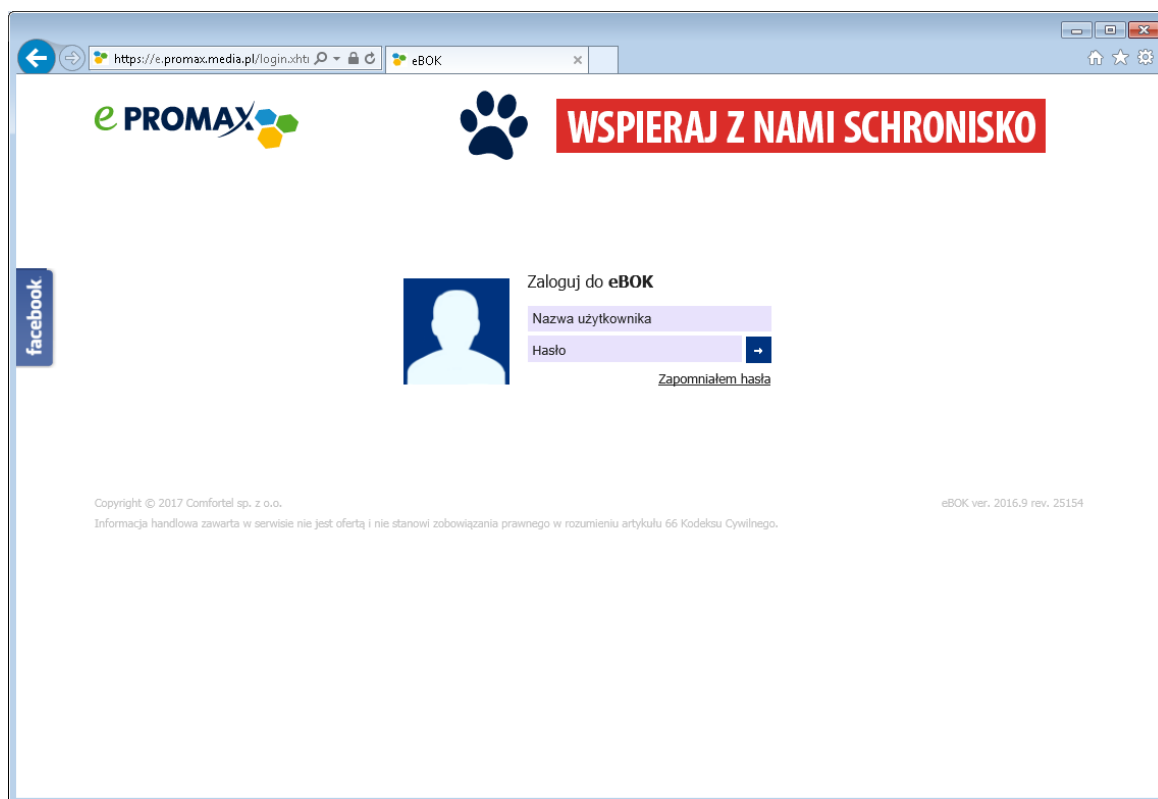 https://e.promax.media.pl/login.xht
eBOK
e PROMAX
WSPIERAJ Z NAMI SCHRONISKO
facebook
Zaloguj do eBOK
Nazwa użytkownika
Hasło
Zapomniałem hasła
Copyright © 2017 Comfortel sp. z o.o.
eBOK ver. 2016.9 rev. 25154
Informacja handlowa zawarta w serwisie nie jest ofertą i nie stanowi zobowiązania prawnego w rozumieniu artykułu 66 Kodeksu Cywilnego.